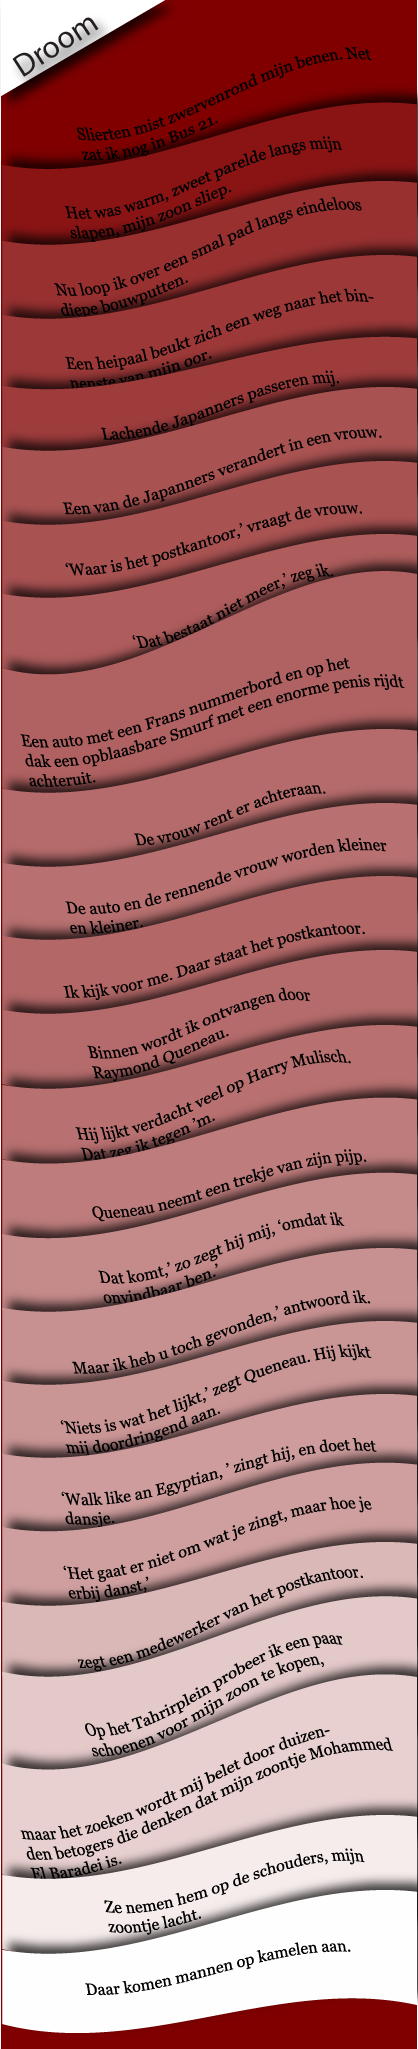 Droom
Slierten mist zwervenrond mijn benen. Net
zat ik nog in Bus 21.
Het was warm, zweet parelde langs mijn
slapen, mijn zoon sliep.
Nu loop ik over een smal pad langs eindeloos
diepe bouwputten.
Een heipaal beukt zich een weg naar het bin-
nenste van mijn oor.
Lachende Japanners passeren mij.
Een van de Japanners verandert in een vrouw.
‘Waar is het postkantoor,’ vraagt de vrouw.
‘Dat bestaat niet meer,’ zeg ik.
Een auto met een Frans nummerbord en op het
dak een opblaasbare Smurf met een enorme penis rijdt
achteruit.
De vrouw rent er achteraan.
De auto en de rennende vrouw worden kleiner
en kleiner.
Ik kijk voor me. Daar staat het postkantoor.
Binnen wordt ik ontvangen door
Raymond Queneau.
Hij lijkt verdacht veel op Harry Mulisch.
Dat zeg ik tegen ’m.
Queneau neemt een trekje van zijn pijp.
Dat komt,’ zo zegt hij mij, ‘omdat ik
onvindbaar ben.’
Maar ik heb u toch gevonden,’ antwoord ik.
‘Niets is wat het lijkt,’ zegt Queneau. Hij kijkt
mij doordringend aan.
‘Walk like an Egyptian, ’ zingt hij, en doet het
dansje.
‘Het gaat er niet om wat je zingt, maar hoe je
erbij danst,’
zegt een medewerker van het postkantoor.
Op het Tahrirplein probeer ik een paar
schoenen voor mijn zoon te kopen,
maar het zoeken wordt mij belet door duizen-
den betogers die denken dat mijn zoontje Mohammed
El Baradei is.
Ze nemen hem op de schouders, mijn
zoontje lacht.
Daar komen mannen op kamelen aan.